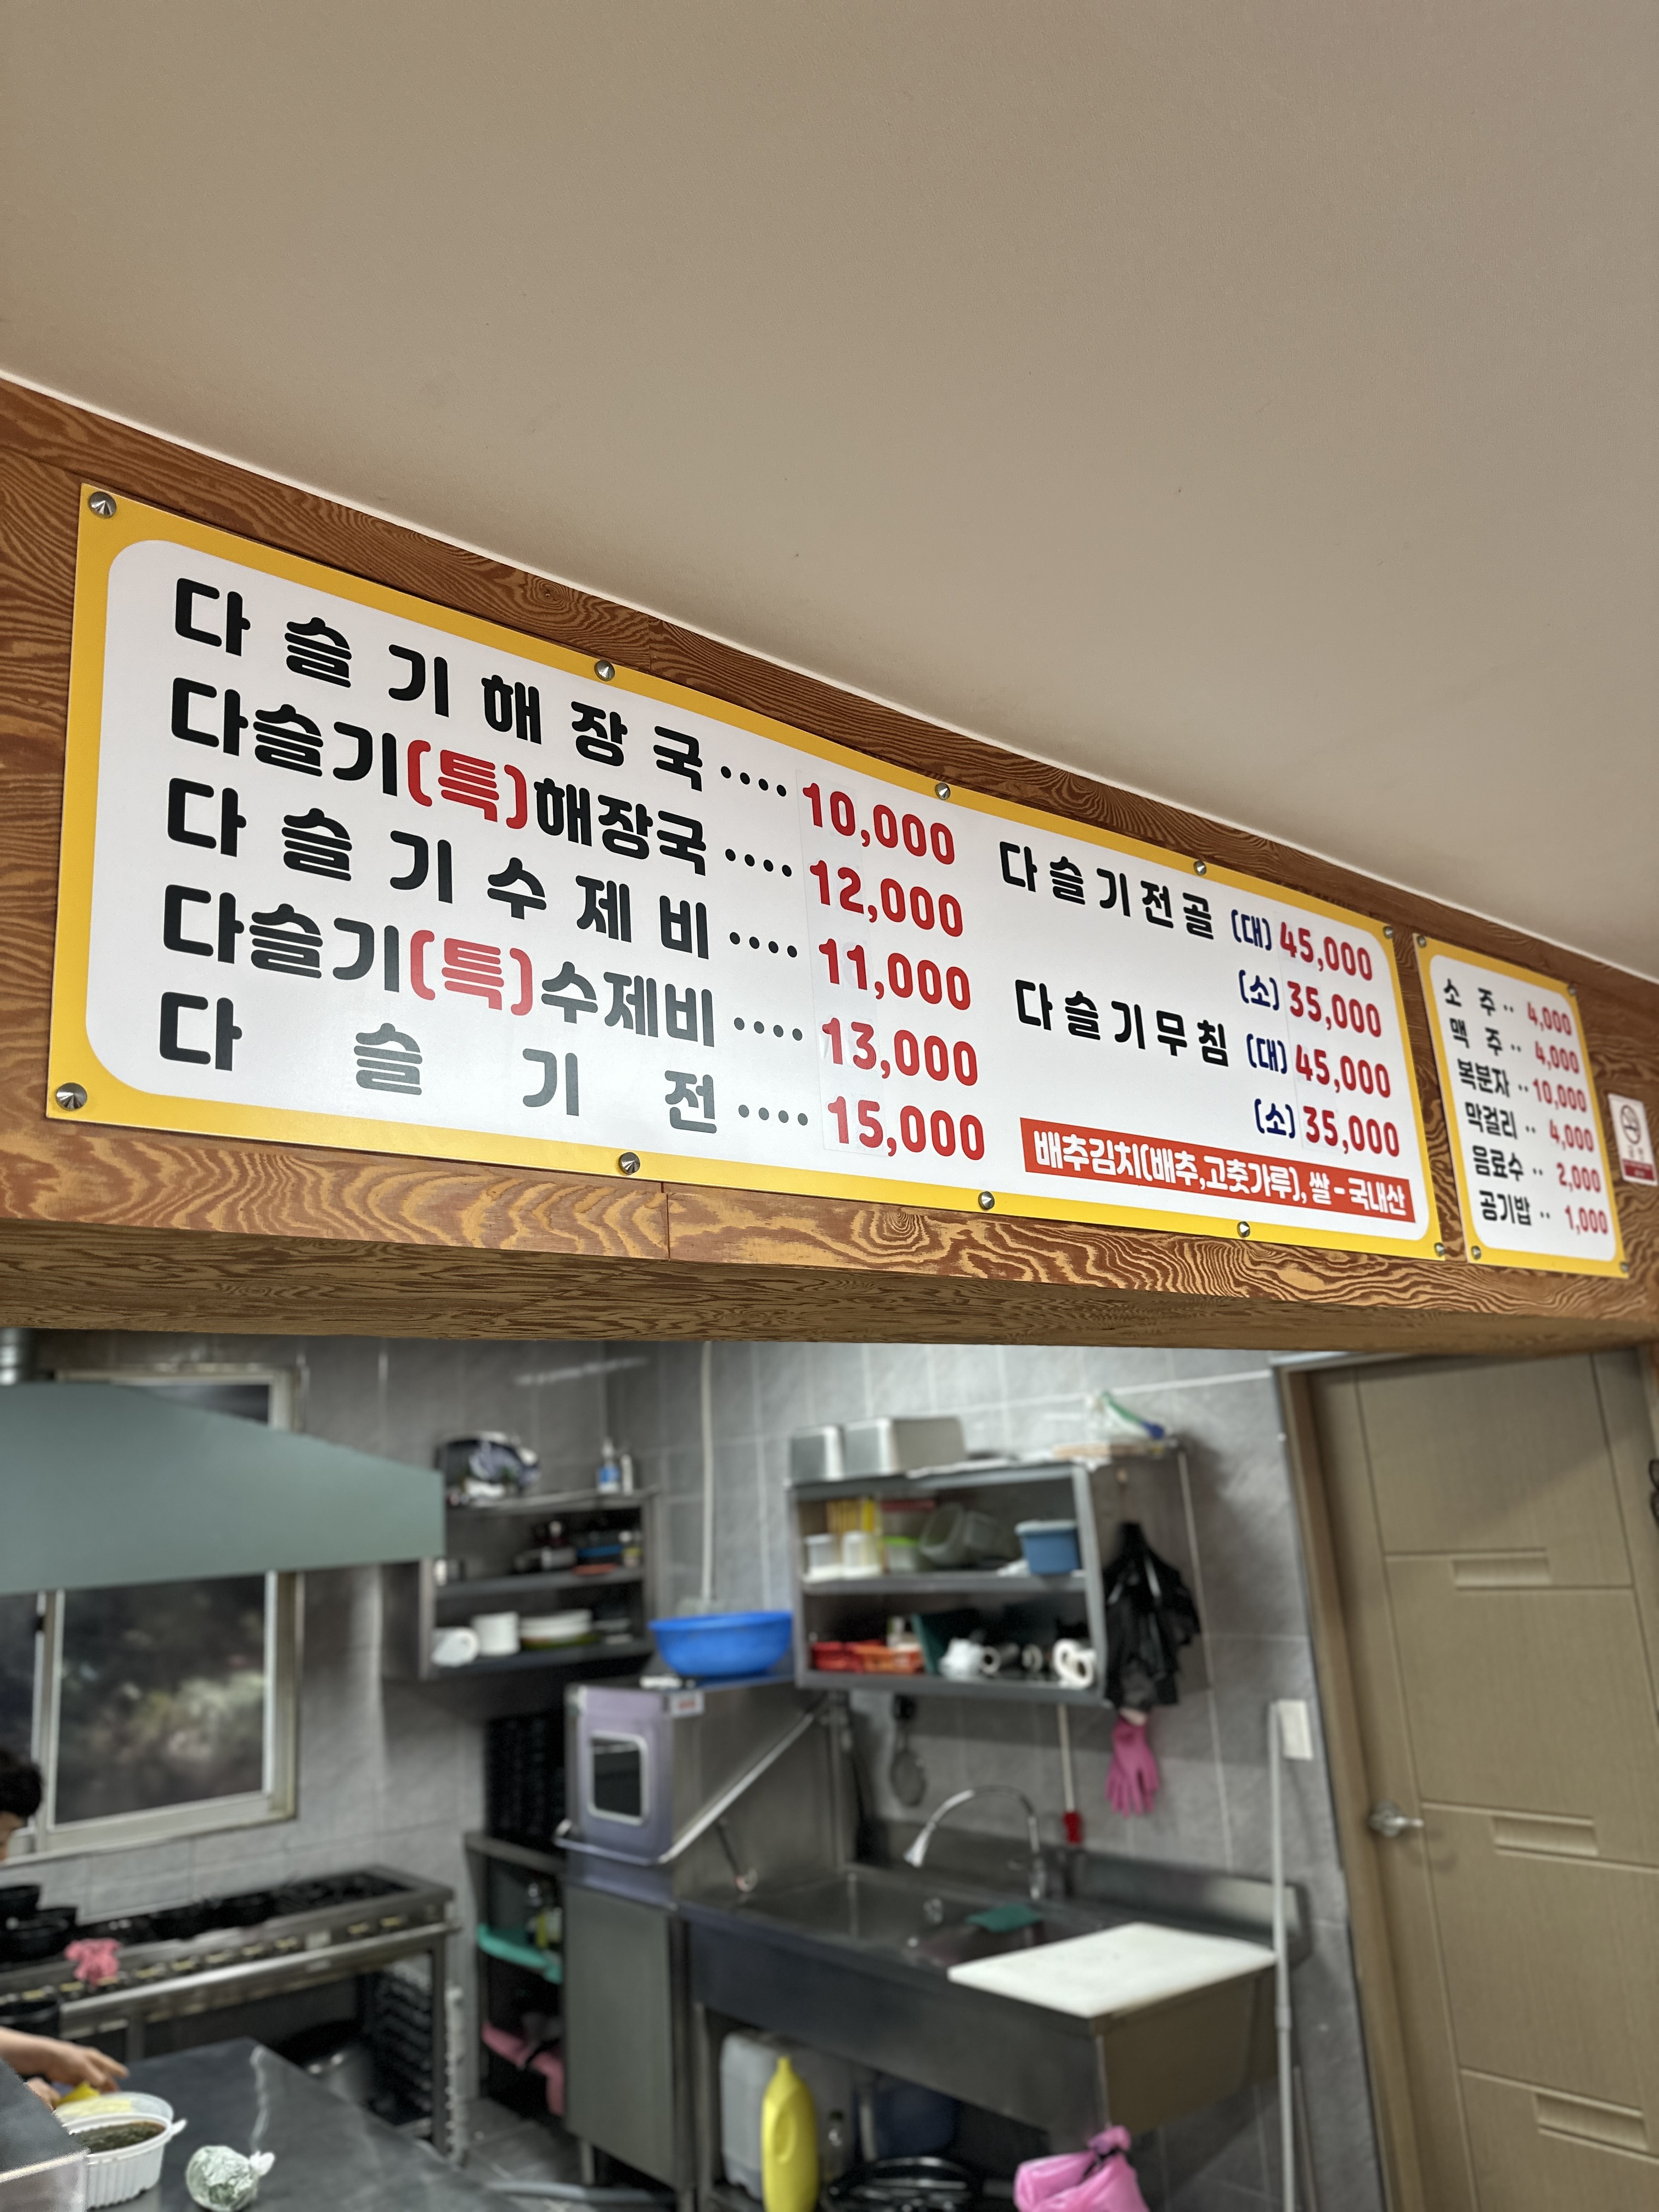 다슬기해장국····10,000
다슬기(특)해장국····12,000
다슬기수제비····11,000
다슬기(특)수제비····13,000
다슬기전····15,000
다슬기전골 (대) 45,000
(소) 35,000
다슬기무침 (대) 45,000
(소) 35,000
배추김치(배추,고춧가루), 쌀-국내산
소주·· 4,000
맥주·· 4,000
복분자··10,000
막걸리·· 4,000
음료수·· 2,000
공기밥·· 1,000